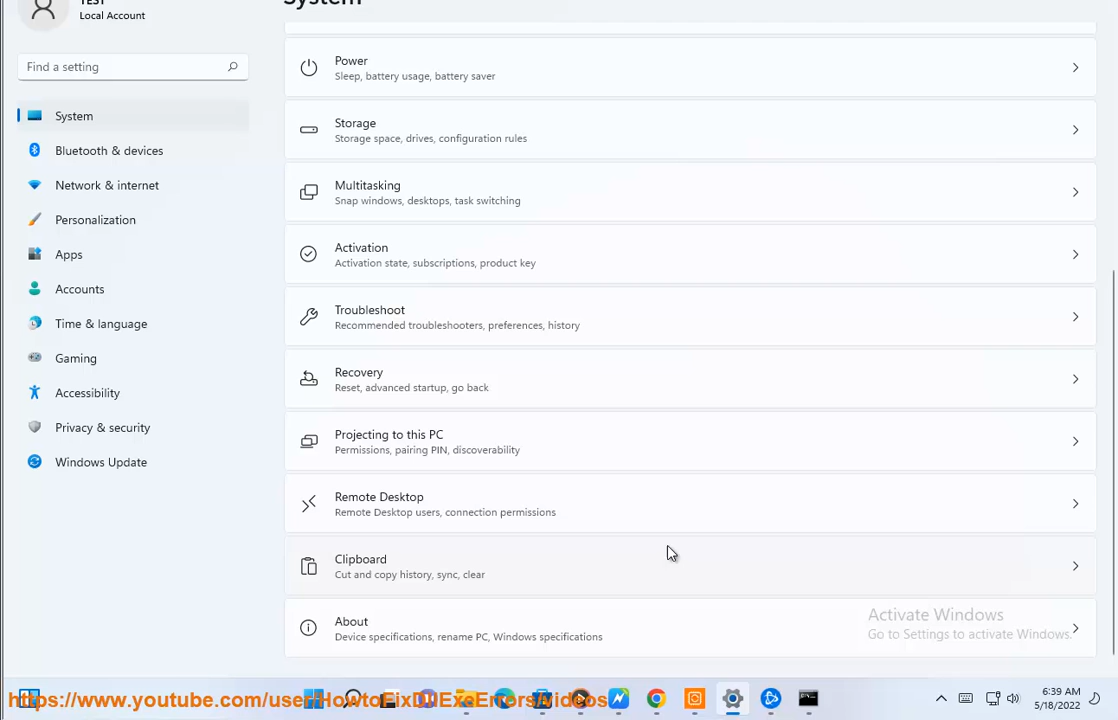 TEST
Local Account
System
Find a setting
System
Bluetooth & devices
Network & internet
Personalization
Apps
Accounts
Time & language
Gaming
Accessibility
Privacy & security
Windows Update
Power
Sleep, battery usage, battery saver
Storage
Storage space, drives, configuration rules
Multitasking
Snap windows, desktops, task switching
Activation
Activation state, subscriptions, product key
Troubleshoot
Recommended troubleshooters, preferences, history
Recovery
Reset, advanced startup, go back
Projecting to this PC
Permissions, pairing PIN, discoverability
Remote Desktop
Remote Desktop users, connection permissions
Clipboard
Cut and copy history, sync, clear
About
Device specifications, rename PC, Windows specifications
Activate Windows
Go to Settings to activate Windows.
https://www.youtube.com/user/HowtoFixDllExeErrors/videos
6:39 AM
5/18/2022